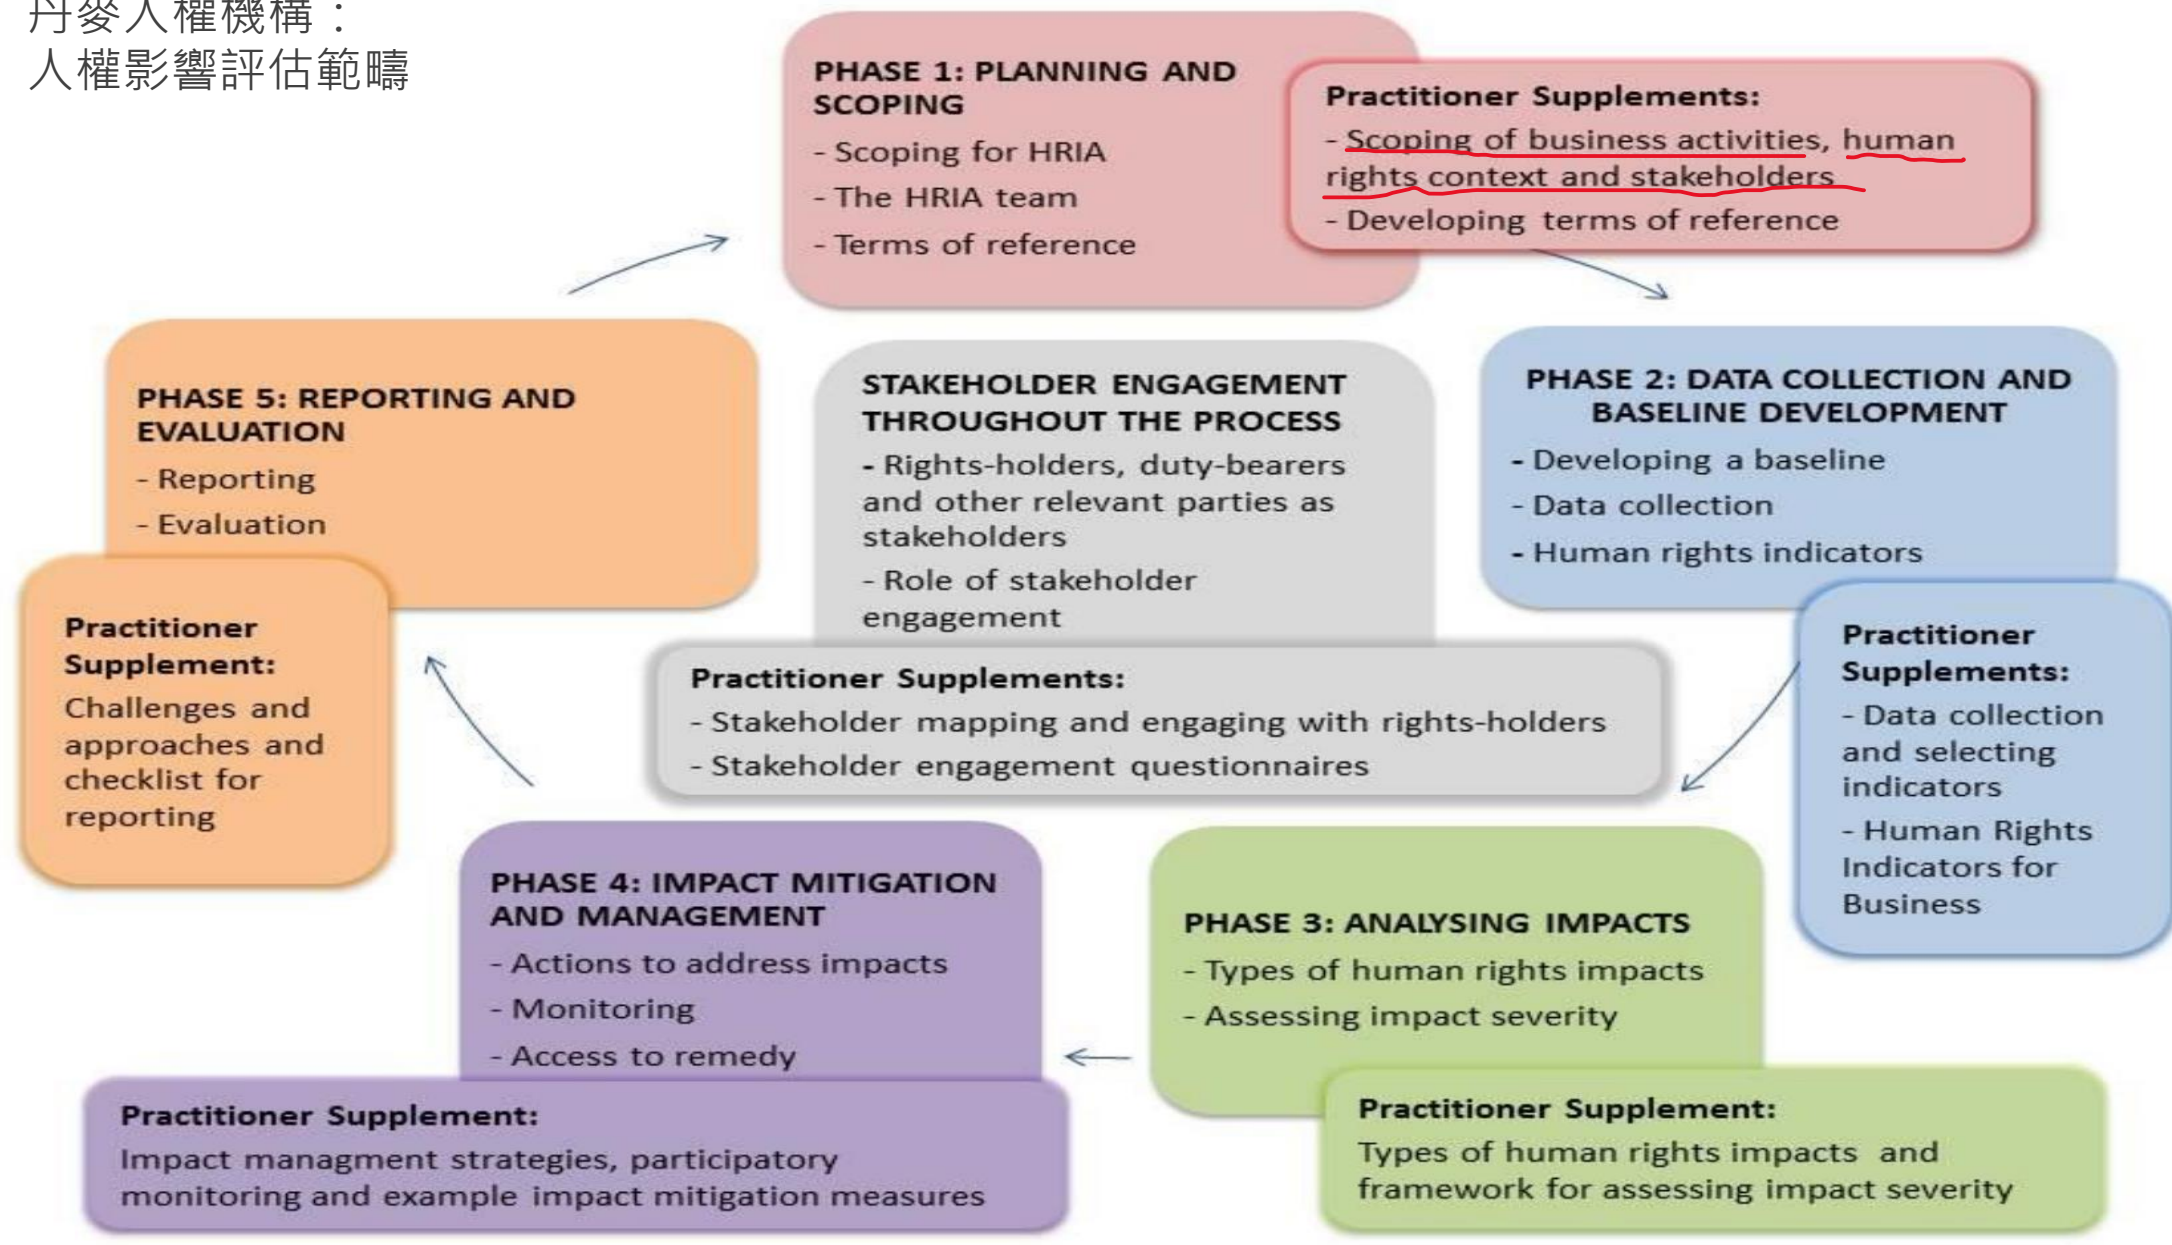 丹麥人權機構：
人權影響評估範疇
PHASE 1: PLANNING AND
SCOPING
- Scoping for HRIA
- The HRIA team
- Terms of reference
Practitioner Supplements:
- Scoping of business activities, human
rights context and stakeholders
- Developing terms of reference
PHASE 2: DATA COLLECTION AND
BASELINE DEVELOPMENT
- Developing a baseline
- Data collection
- Human rights indicators
Practitioner
Supplements:
- Data collection
and selecting
indicators
- Human Rights
Indicators for
Business
STAKEHOLDER ENGAGEMENT
THROUGHOUT THE PROCESS
- Rights-holders, duty-bearers
and other relevant parties as
stakeholders
- Role of stakeholder
engagement
Practitioner Supplements:
- Stakeholder mapping and engaging with rights-holders
- Stakeholder engagement questionnaires
PHASE 3: ANALYSING IMPACTS
- Types of human rights impacts
- Assessing impact severity
Practitioner Supplement:
Types of human rights impacts and
framework for assessing impact severity
PHASE 4: IMPACT MITIGATION
AND MANAGEMENT
- Actions to address impacts
- Monitoring
- Access to remedy
Practitioner Supplement:
Impact managment strategies, participatory
monitoring and example impact mitigation measures
PHASE 5: REPORTING AND
EVALUATION
- Reporting
- Evaluation
Practitioner
Supplement:
Challenges and
approaches and
checklist for
reporting